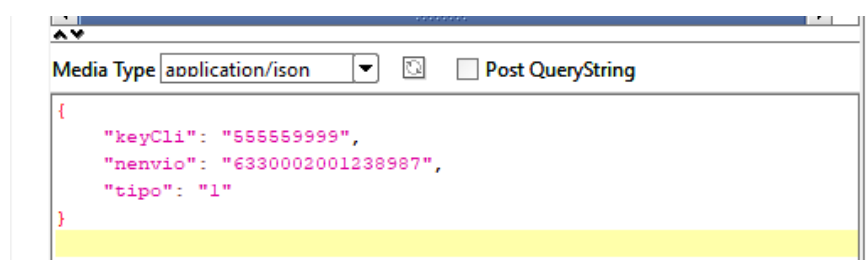 Media Type application/json Post QueryString
{
"keyCli": "555559999",
"nenvio": "6330002001238987",
"tipo": "1"
}